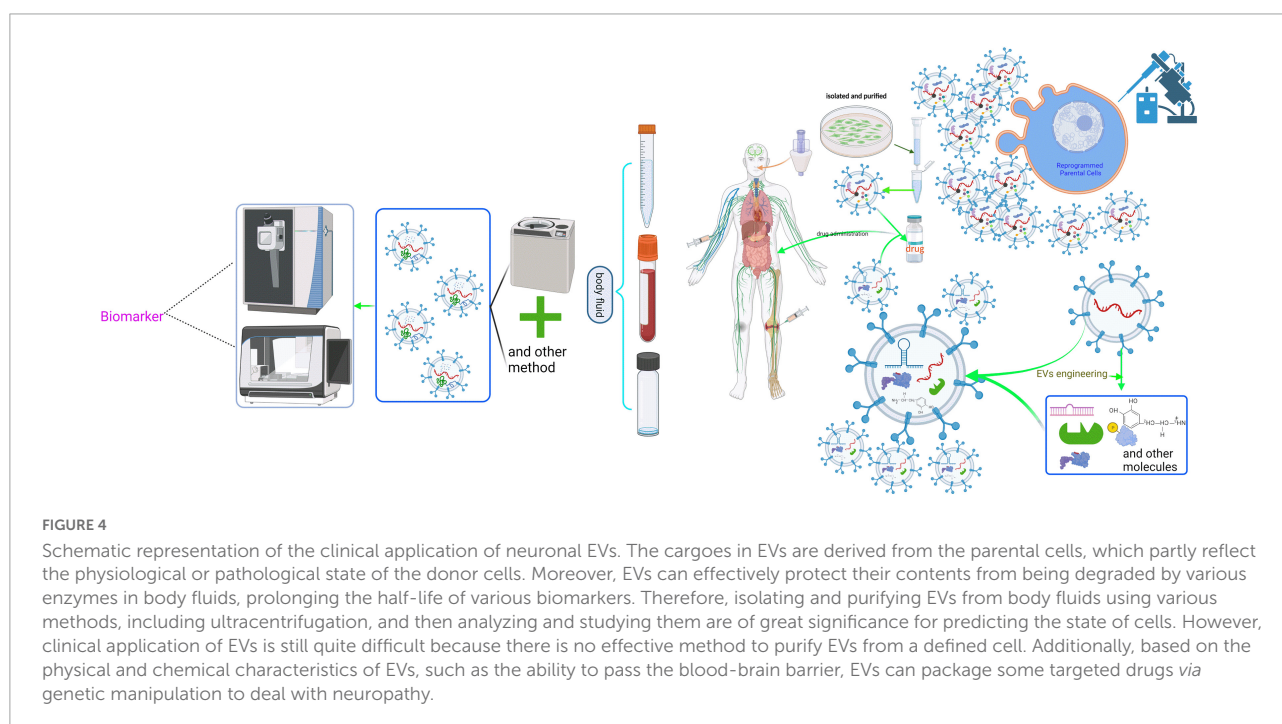 isolated and purified
Reprogrammed
Parental Cells
drug administration
drug
body fluid
Biomarker
and other
method
EVs engineering
HO
OH
CH
CH
H
NH
+
and other
molecules
NH
CH
CH
OH
HO
FIGURE 4
Schematic representation of the clinical application of neuronal EVs. The cargoes in EVs are derived from the parental cells, which partly reflect
the physiological or pathological state of the donor cells. Moreover, EVs can effectively protect their contents from being degraded by various
enzymes in body fluids, prolonging the half-life of various biomarkers. Therefore, isolating and purifying EVs from body fluids using various
methods, including ultracentrifugation, and then analyzing and studying them are of great significance for predicting the state of cells. However,
clinical application of EVs is still quite difficult because there is no effective method to purify EVs from a defined cell. Additionally, based on the
physical and chemical characteristics of EVs, such as the ability to pass the blood-brain barrier, EVs can package some targeted drugs via
genetic manipulation to deal with neuropathy.